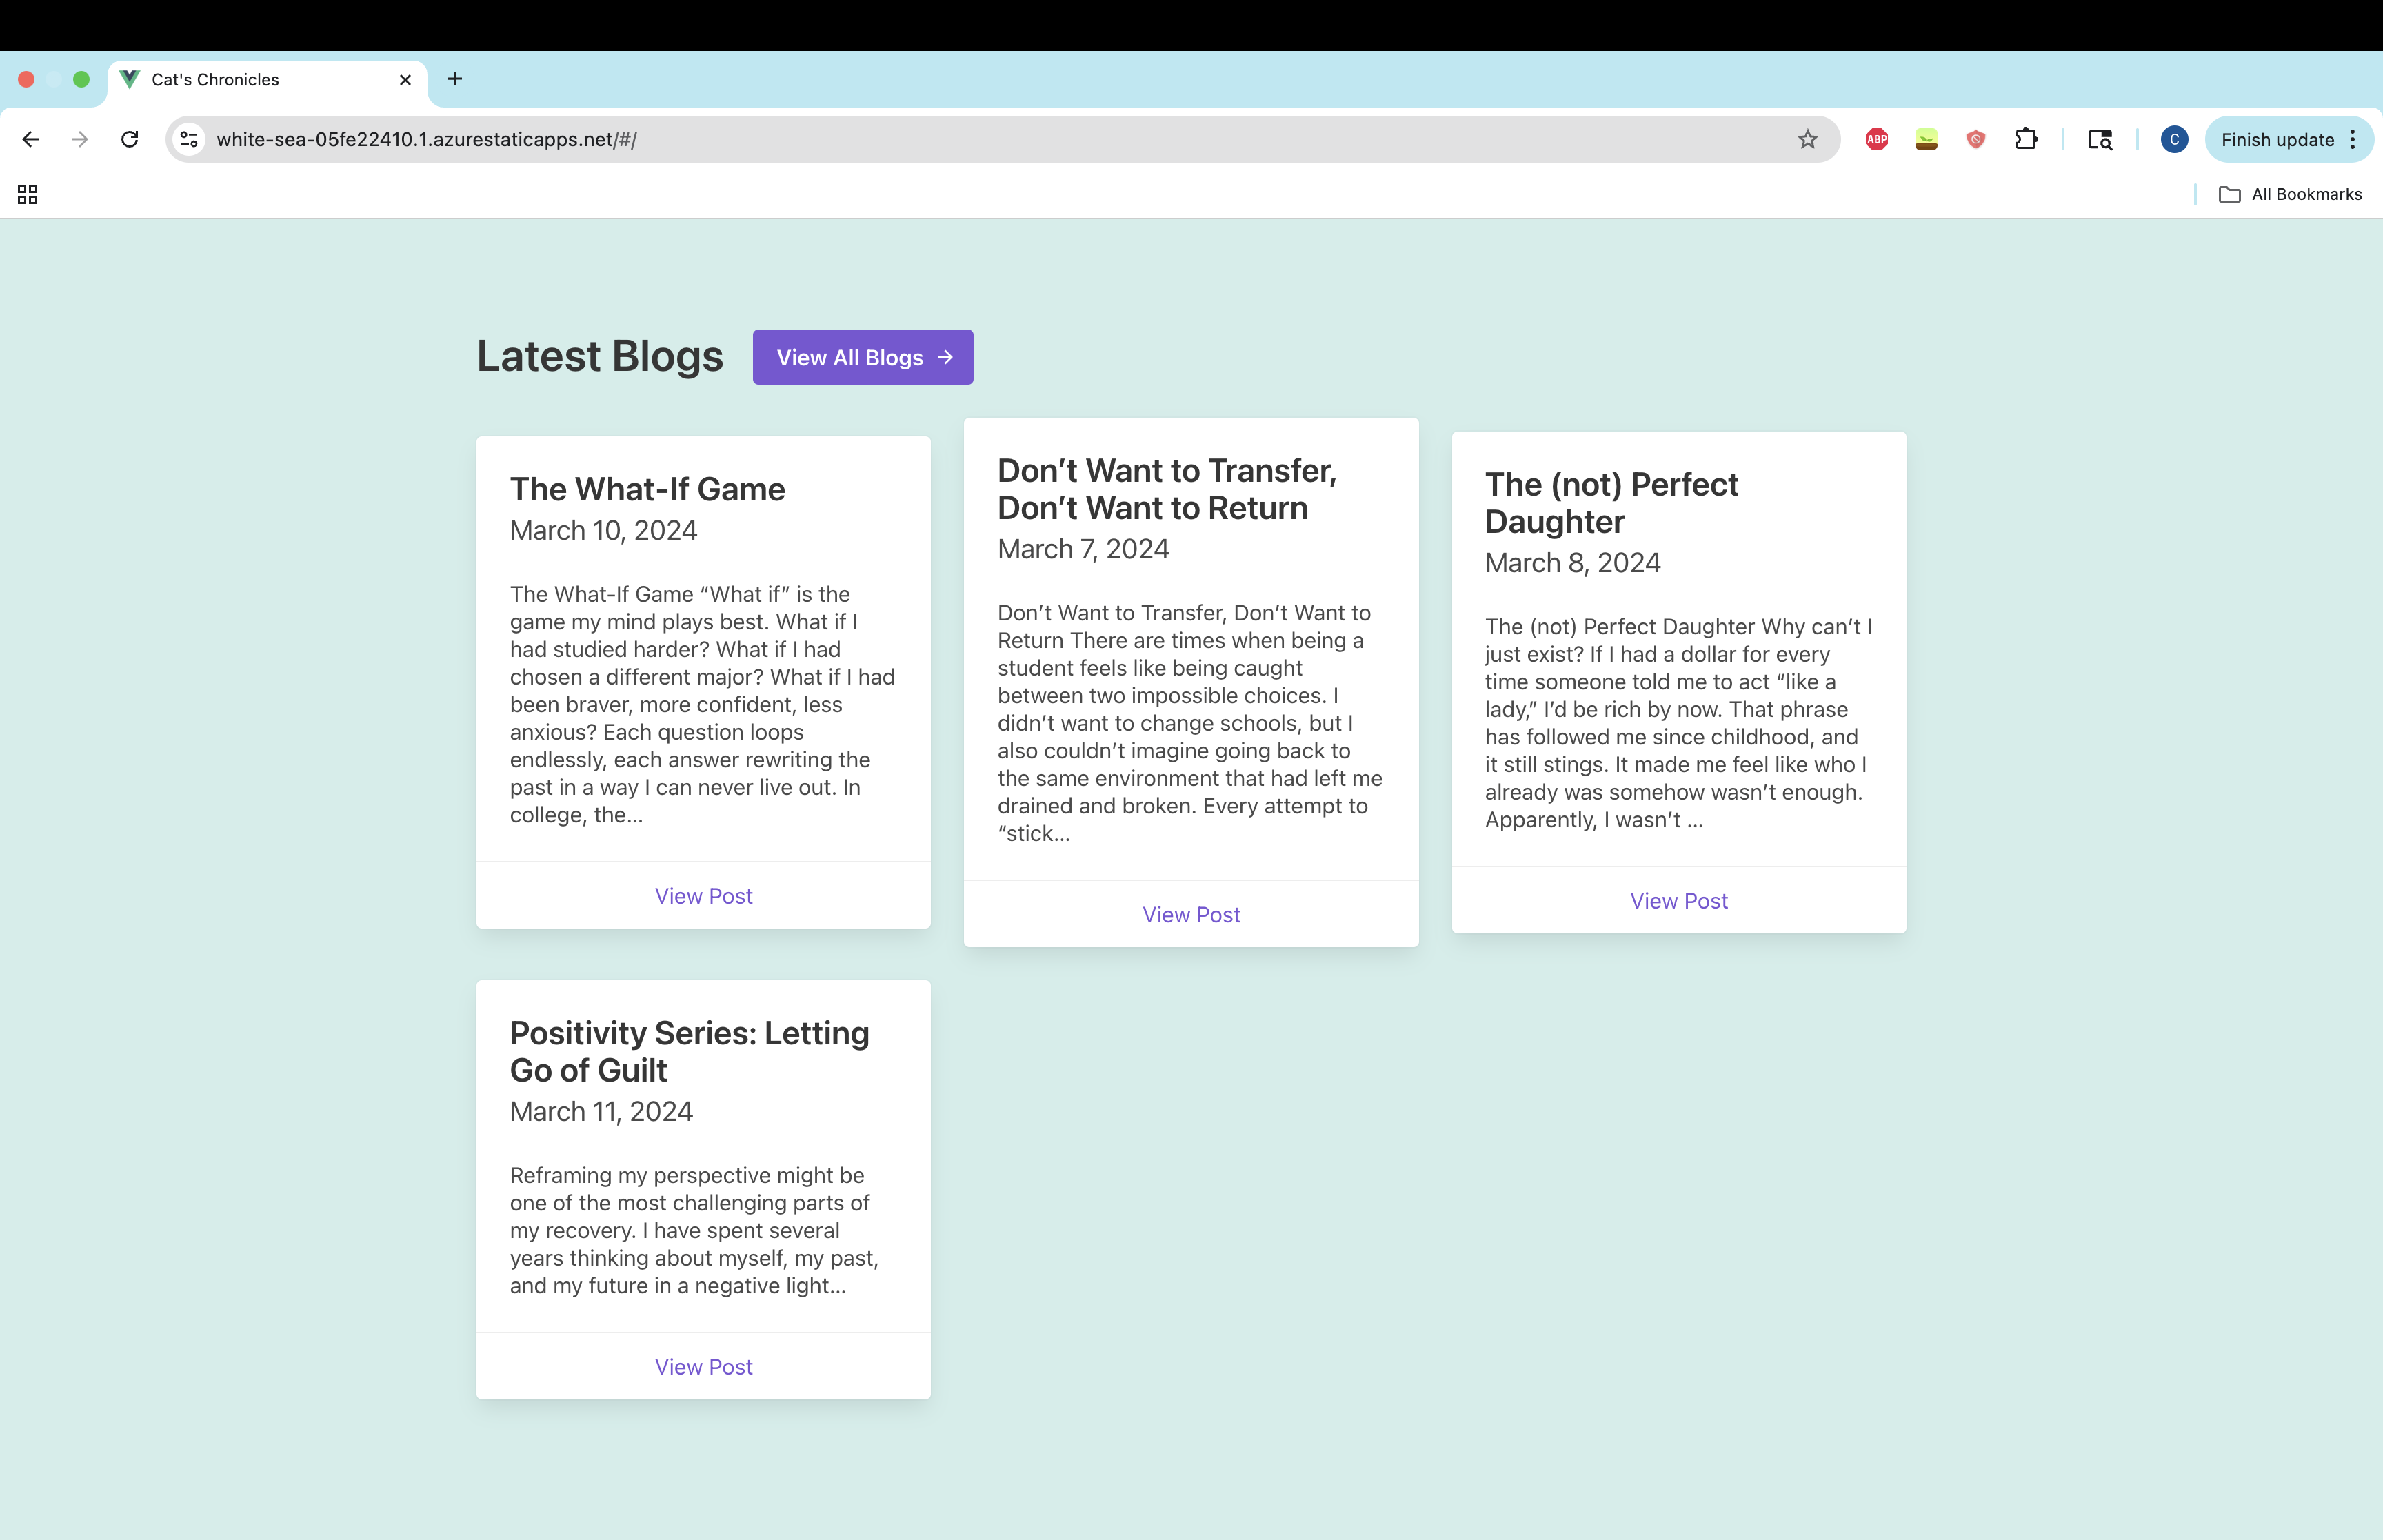 Cat's Chronicles
white-sea-05fe22410.1.azurestaticapps.net/#/
ABP
C
Finish update
All Bookmarks
Latest Blogs
View All Blogs →
The What-If Game
March 10, 2024
The What-If Game “What if” is the
game my mind plays best. What if I
had studied harder? What if I had
chosen a different major? What if I had
been braver, more confident, less
anxious? Each question loops
endlessly, each answer rewriting the
past in a way I can never live out. In
college, the...
View Post
Don’t Want to Transfer,
Don’t Want to Return
March 7, 2024
Don’t Want to Transfer, Don’t Want to
Return There are times when being a
student feels like being caught
between two impossible choices. I
didn’t want to change schools, but I
also couldn’t imagine going back to
the same environment that had left me
drained and broken. Every attempt to
“stick...
View Post
The (not) Perfect
Daughter
March 8, 2024
The (not) Perfect Daughter Why can’t I
just exist? If I had a dollar for every
time someone told me to act “like a
lady,” I’d be rich by now. That phrase
has followed me since childhood, and
it still stings. It made me feel like who I
already was somehow wasn’t enough.
Apparently, I wasn’t ...
View Post
Positivity Series: Letting
Go of Guilt
March 11, 2024
Reframing my perspective might be
one of the most challenging parts of
my recovery. I have spent several
years thinking about myself, my past,
and my future in a negative light...
View Post